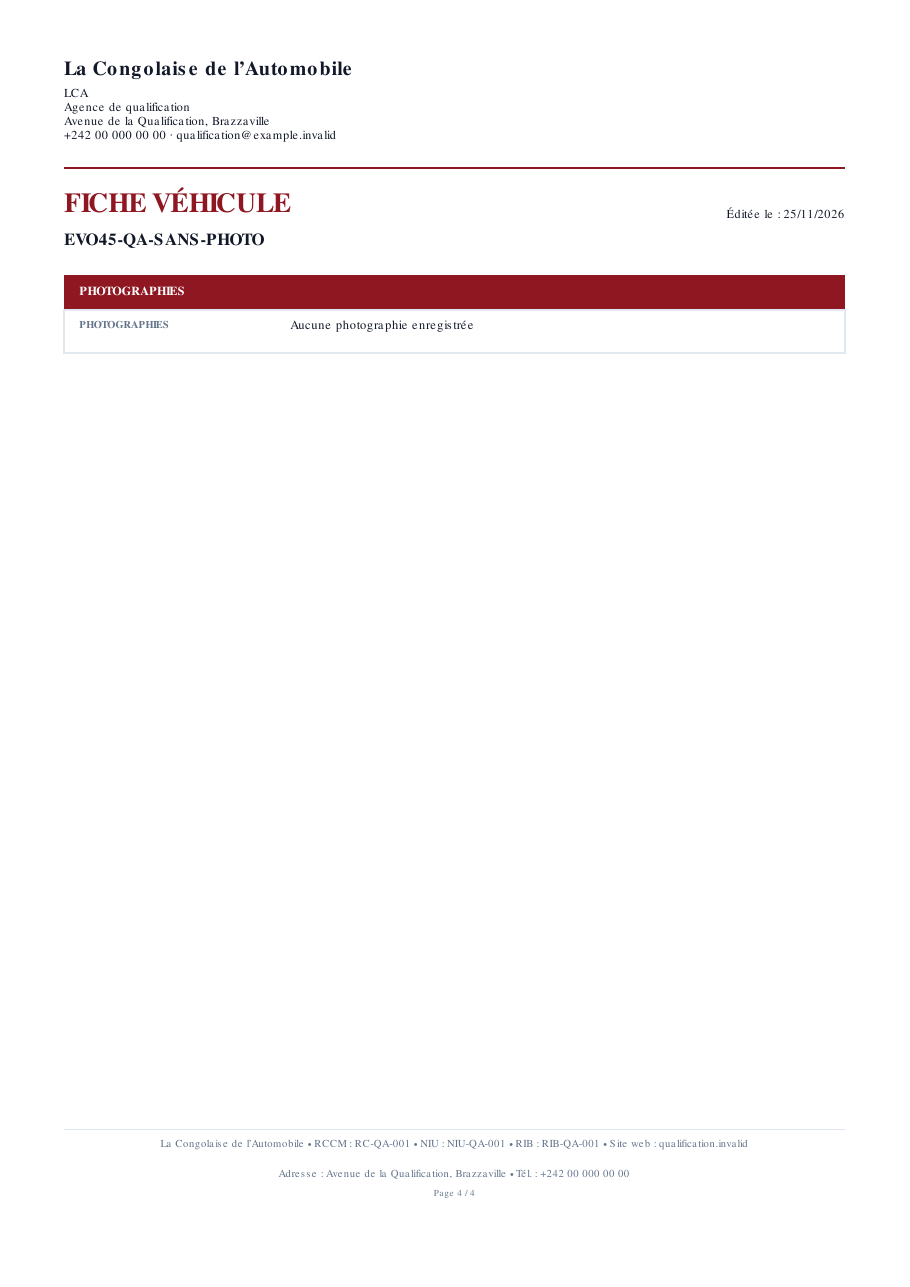 La Congolaise de l’Automobile
LCA
Agence de qualification
Avenue de la Qualification, Brazzaville
+242 00 000 00 00 · qualification@example.invalid
FICHE VÉHICULE
Éditée le : 25/11/2026
EVO45-QA-SANS-PHOTO
PHOTOGRAPHIES
PHOTOGRAPHIES Aucune photographie enregistrée
La Congolaise de l’Automobile • RCCM : RC-QA-001 • NIU : NIU-QA-001 • RIB : RIB-QA-001 • Site web : qualification.invalid
Adresse : Avenue de la Qualification, Brazzaville • Tél. : +242 00 000 00 00
Page 4 / 4